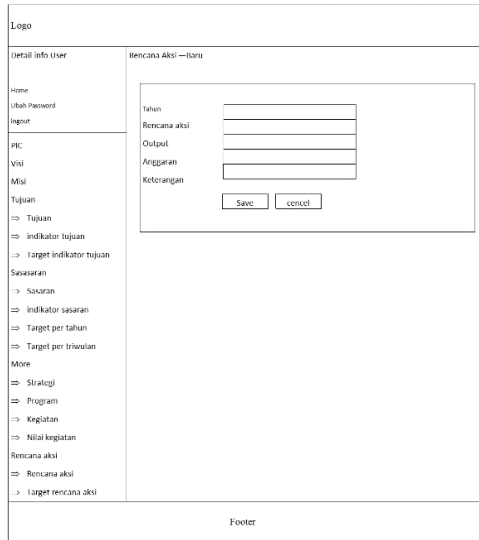 Logo
Detail info User
Home
Ubah Password
logout
PIC
Visi
Misi
Tujuan
⇒ Tujuan
⇒ indikator tujuan
⇒ Target indikator tujuan
Sasasaran
⇒ Sasaran
⇒ indikator sasaran
⇒ Target per tahun
⇒ Target per triwulan
More
⇒ Strategi
⇒ Program
⇒ Kegiatan
⇒ Nilai kegiatan
Rencana aksi
⇒ Rencana aksi
⇒ Target rencana aksi
Rencana Aksi —Baru
Tahun
Rencana aksi
Output
Anggaran
Keterangan
Save cencel
Footer